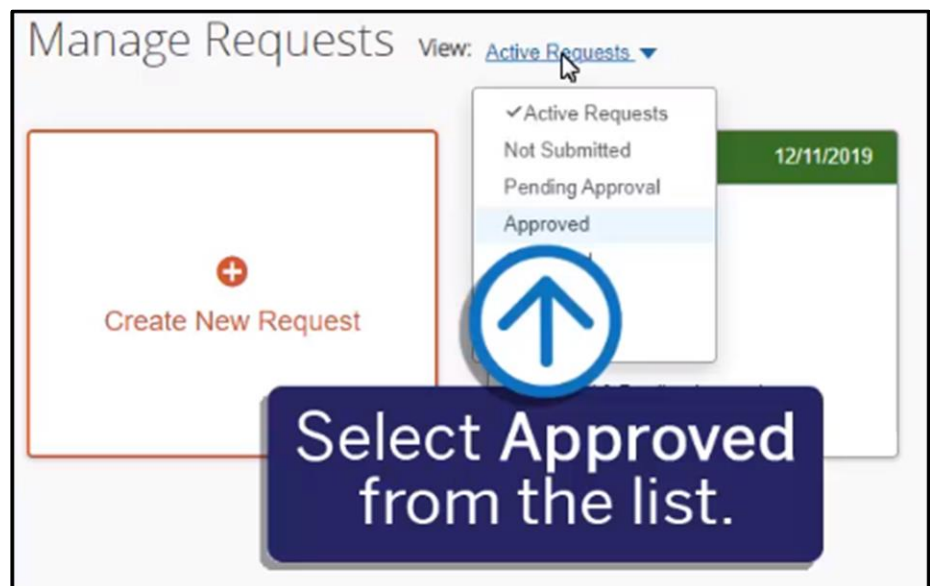 Manage Requests View: Active Requests
✓Active Requests
Not Submitted
12/11/2019
Pending Approval
Approved
Create New Request
Select Approved
from the list.